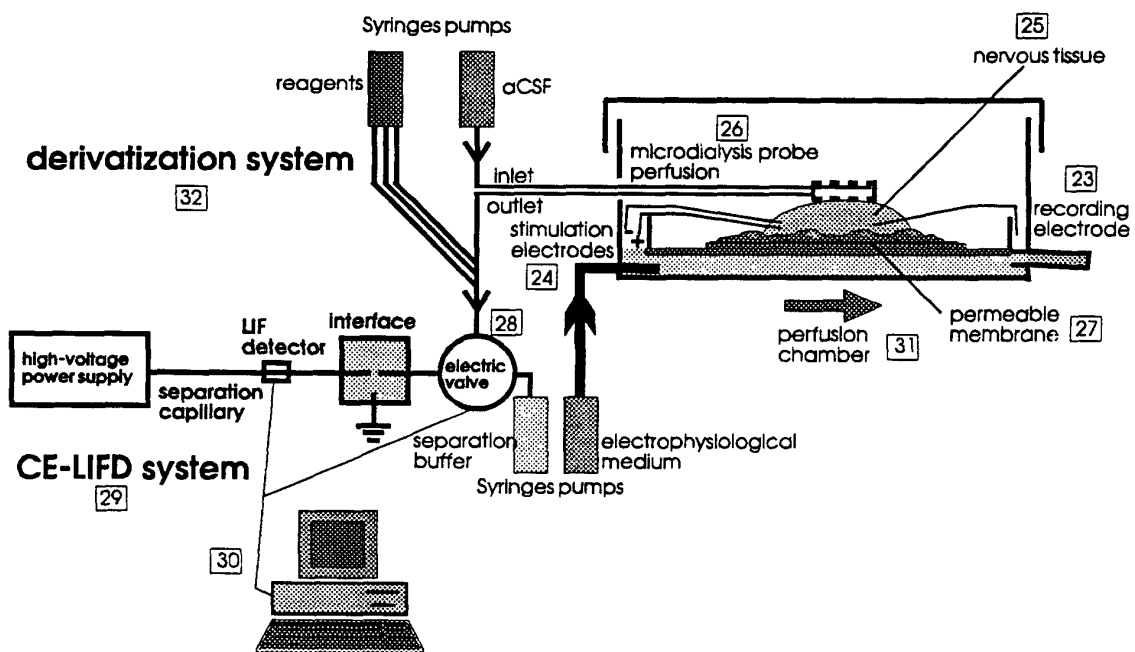 Syringes pumps
reagents
aCSF
derivatization system
32
25
nervous tissue
26
microdialysis probe
perfusion
inlet
outlet
23
recording
electrode
stimulation
electrodes
-
+
24
28
perfusion
chamber
31
permeable
membrane
27
LIF
detector
interface
high-voltage
power supply
electric
valve
separation
capillary
separation
buffer
electrophysiological
medium
Syringes pumps
CE-LIFD system
29
30